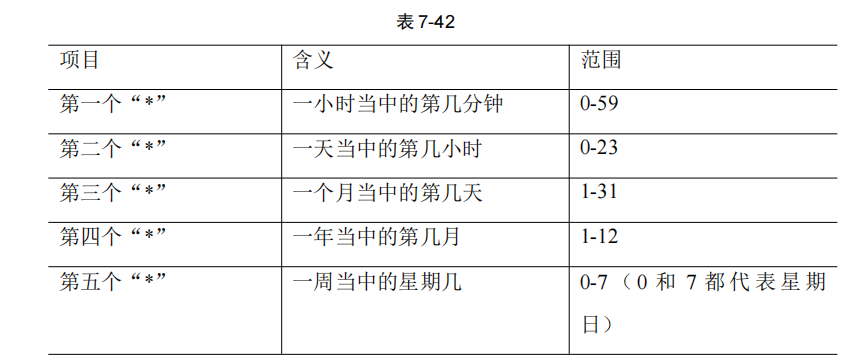 表 7-42
项目 含义 范围
第一个“*” 一小时当中的第几分钟 0-59
第二个“*” 一天当中的第几小时 0-23
第三个“*” 一个月当中的第几天 1-31
第四个“*” 一年当中的第几月 1-12
第五个“*” 一周当中的星期几 0-7（0 和 7 都代表星期
日）